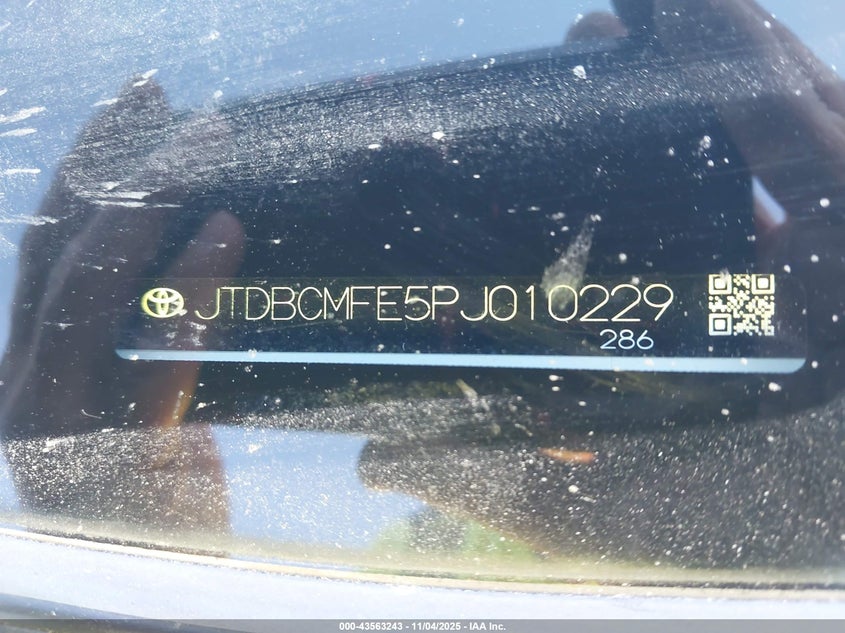 JTDBCMFE5PJ010229
286
000-43563243 - 11/04/2025 - IAA Inc.